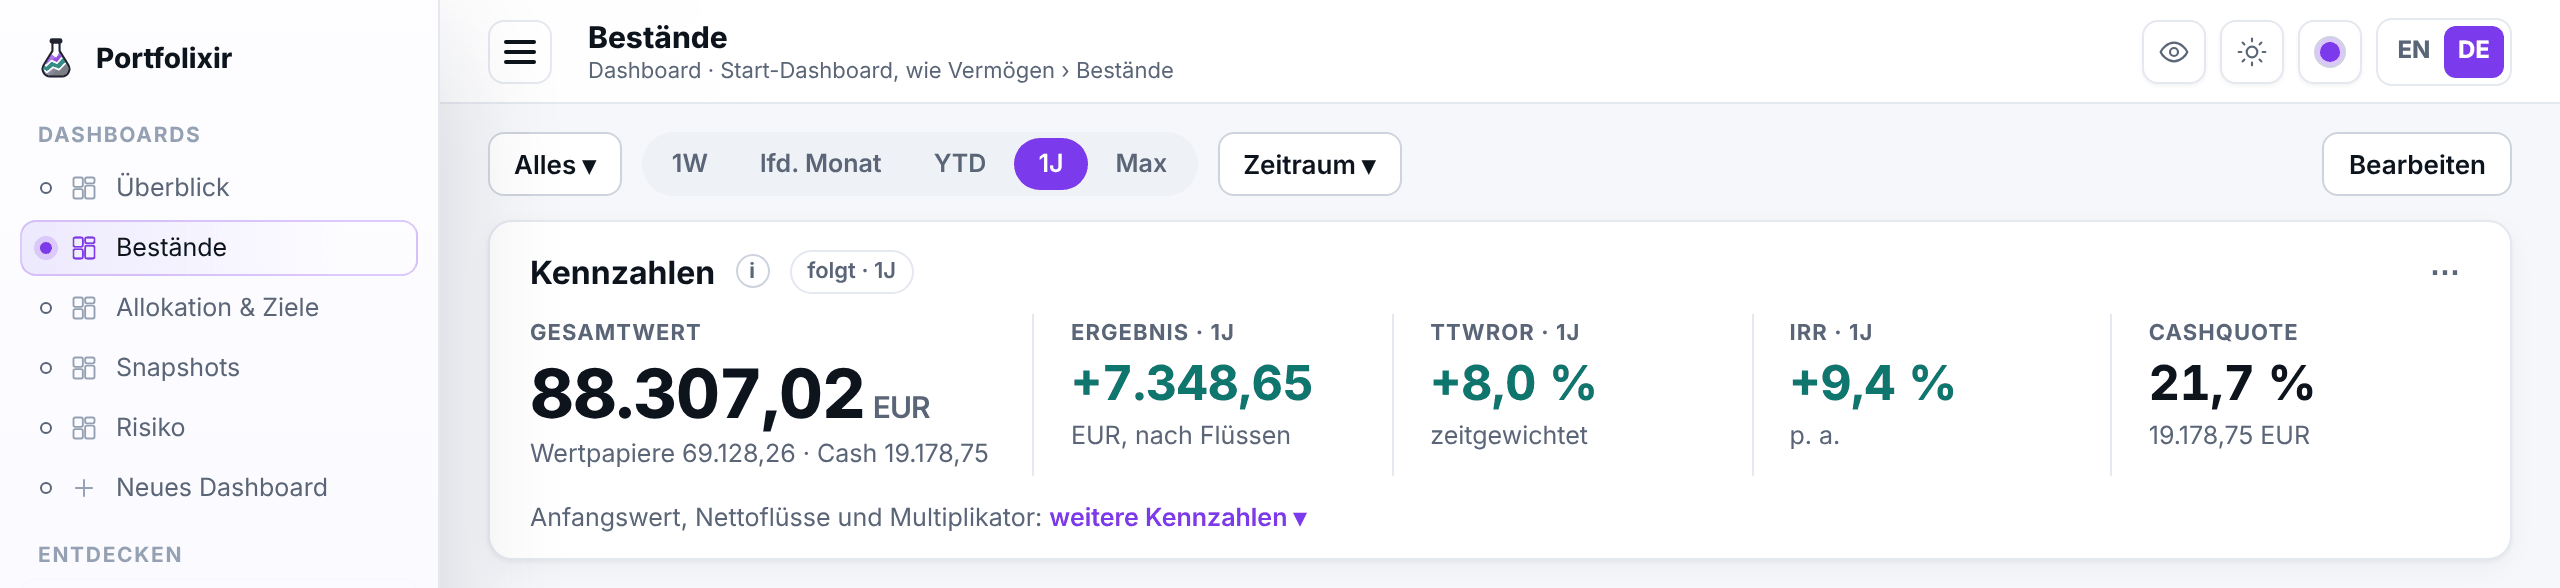 Portfolixir
DASHBOARDS
Überblick
Bestände
Allokation & Ziele
Snapshots
Risiko
Neues Dashboard
ENTDECKEN
Bestände
Dashboard · Start-Dashboard, wie Vermögen › Bestände
EN DE
Alles ▾ 1W lfd. Monat YTD 1J Max Zeitraum ▾ Bearbeiten
Kennzahlen i folgt · 1J ...
GESAMTWERT
88.307,02 EUR
Wertpapiere 69.128,26 · Cash 19.178,75
ERGEBNIS · 1J
+7.348,65
EUR, nach Flüssen
TTWROR · 1J
+8,0 %
zeitgewichtet
IRR · 1J
+9,4 %
p. a.
CASHQUOTE
21,7 %
19.178,75 EUR
Anfangswert, Nettoflüsse und Multiplikator: weitere Kennzahlen ▾